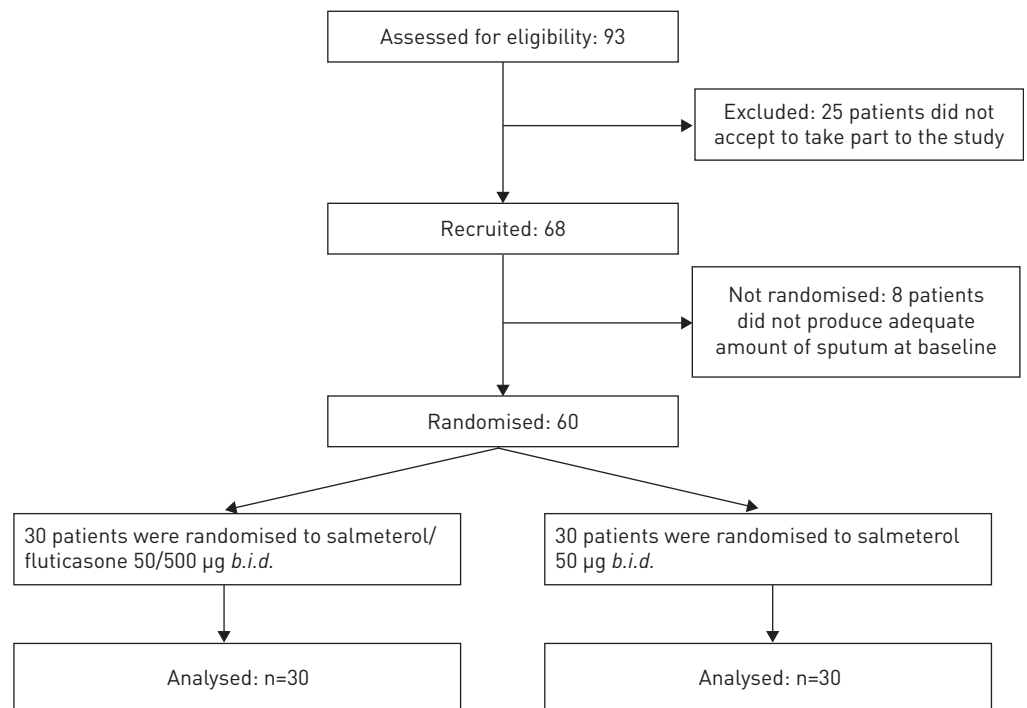 Assessed for eligibility: 93
Excluded: 25 patients did not
accept to take part to the study
Recruited: 68
Not randomised: 8 patients
did not produce adequate
amount of sputum at baseline
Randomised: 60
30 patients were randomised to salmeterol/
fluticasone 50/500 µg b.i.d.
30 patients were randomised to salmeterol
50 µg b.i.d.
Analysed: n=30
Analysed: n=30